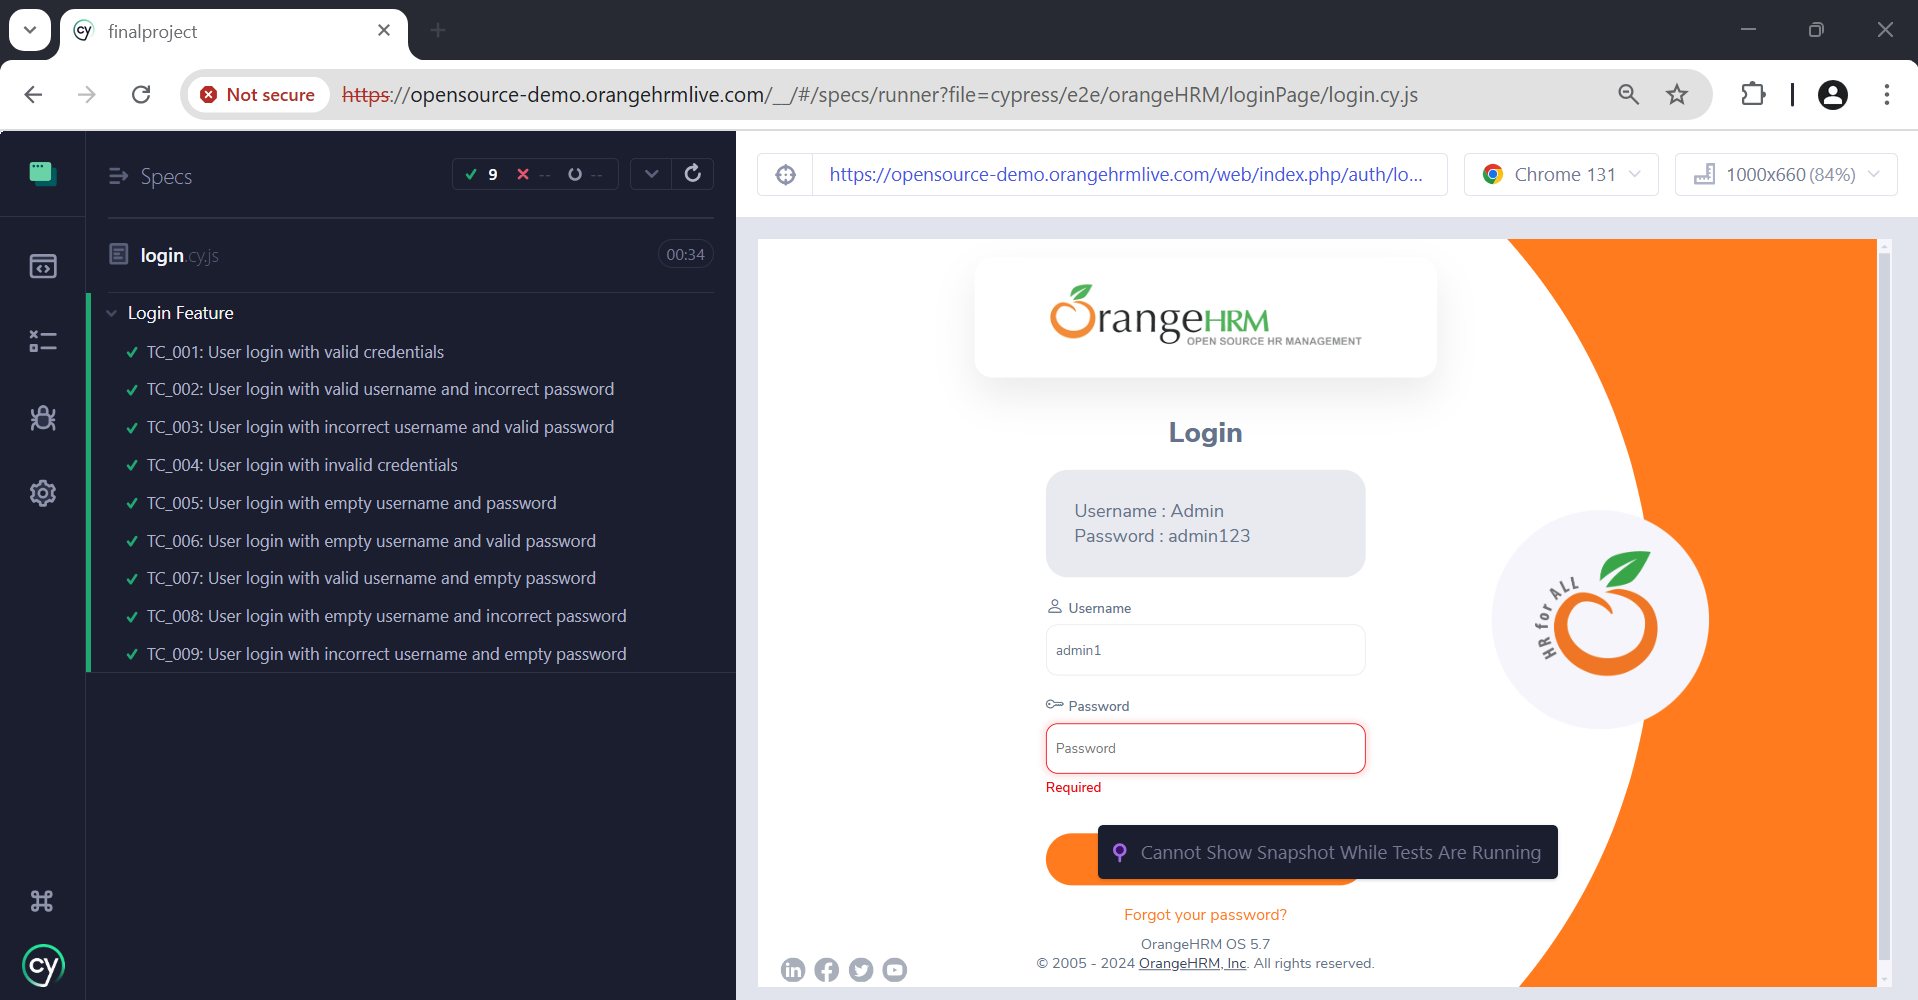 finalproject
Not secure
https://opensource-demo.orangehrmlive.com/__/#/specs/runner?file=cypress/e2e/orangeHRM/loginPage/login.cy.js
Specs
9 -- --
login.cy.js
00:34
Login Feature
TC_001: User login with valid credentials
TC_002: User login with valid username and incorrect password
TC_003: User login with incorrect username and valid password
TC_004: User login with invalid credentials
TC_005: User login with empty username and password
TC_006: User login with empty username and valid password
TC_007: User login with valid username and empty password
TC_008: User login with empty username and incorrect password
TC_009: User login with incorrect username and empty password
cy
https://opensource-demo.orangehrmlive.com/web/index.php/auth/lo...
Chrome 131
1000x660 (84%)
OrangeHRM
OPEN SOURCE HR MANAGEMENT
Login
Username : Admin
Password : admin123
Username
admin1
Password
Password
Required
Cannot Show Snapshot While Tests Are Running
Forgot your password?
OrangeHRM OS 5.7
© 2005 - 2024 OrangeHRM, Inc. All rights reserved.
HR for ALL